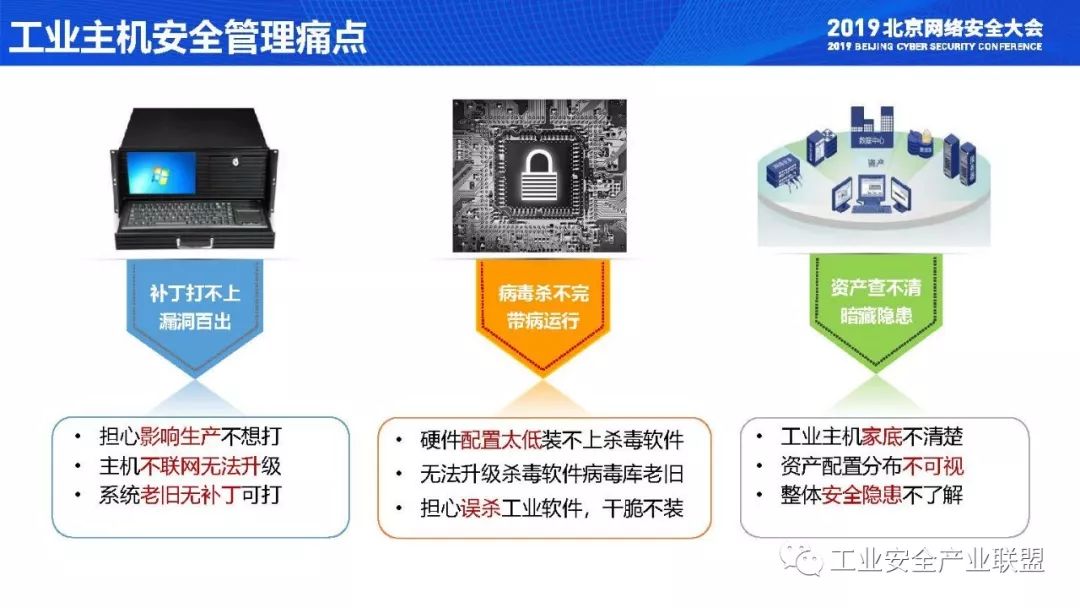 工业主机安全管理痛点
2019北京网络安全大会
2019 BEIJING CYBER SECURITY CONFERENCE
数据中心
资产
补丁打不上
漏洞百出
病毒杀不完
带病运行
资产查不清
暗藏隐患
• 担心影响生产不想打
• 主机不联网无法升级
• 系统老旧无补丁可打
• 硬件配置太低装不上杀毒软件
• 无法升级杀毒软件病毒库老旧
• 担心误杀工业软件，干脆不装
• 工业主机家底不清楚
• 资产配置分布不可视
• 整体安全隐患不了解
工业安全产业联盟